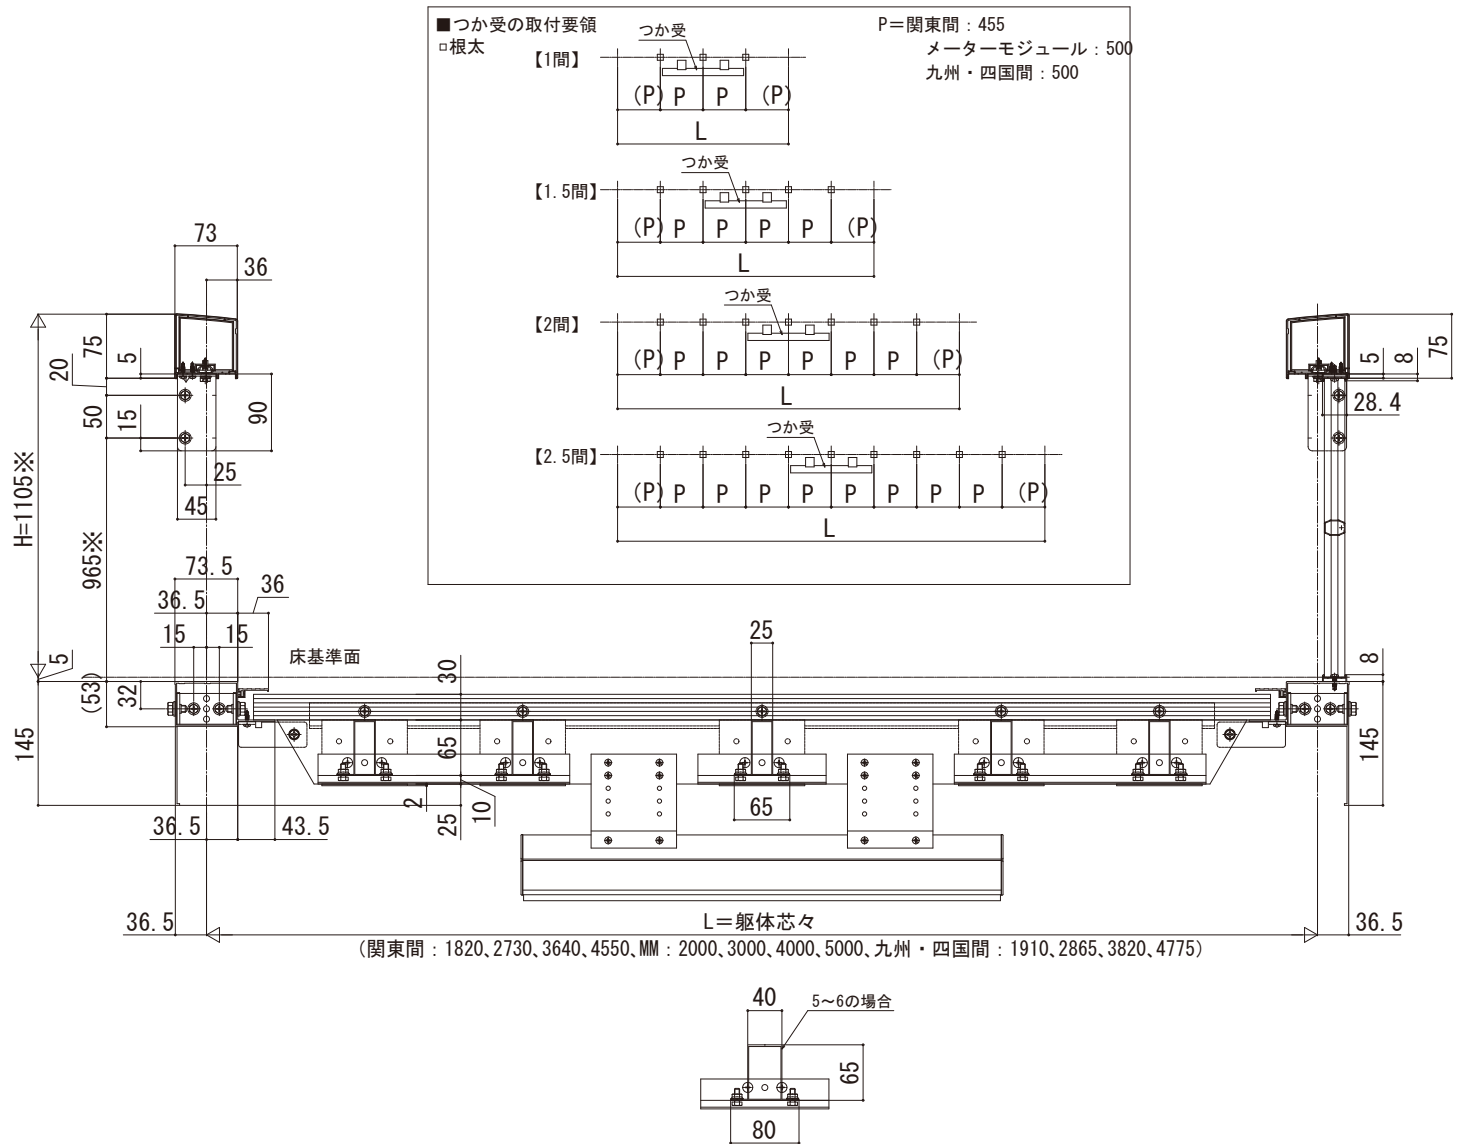 ■つか受の取付要領
□根太
P＝関東間：455
メーターモジュール：500
九州・四国間：500
【1間】
つか受
(P) P P (P)
L
【1.5間】
つか受
(P) P P P P (P)
L
【2間】
つか受
(P) P P P P P P (P)
L
【2.5間】
つか受
(P) P P P P P P P P (P)
L
73
36
75
5
20
50
15
90
25
45
H=1105※
965※
73.5
36.5
36
15 15
5
床基準面
(53)
32
145
36.5 43.5
30
65
2
25
10
25
65
75
5
8
28.4
8
145
36.5
L＝躯体芯々
36.5
(関東間：1820、2730、3640、4550、MM：2000、3000、4000、5000、九州・四国間：1910、2865、3820、4775)
40
5〜6の場合
65
80